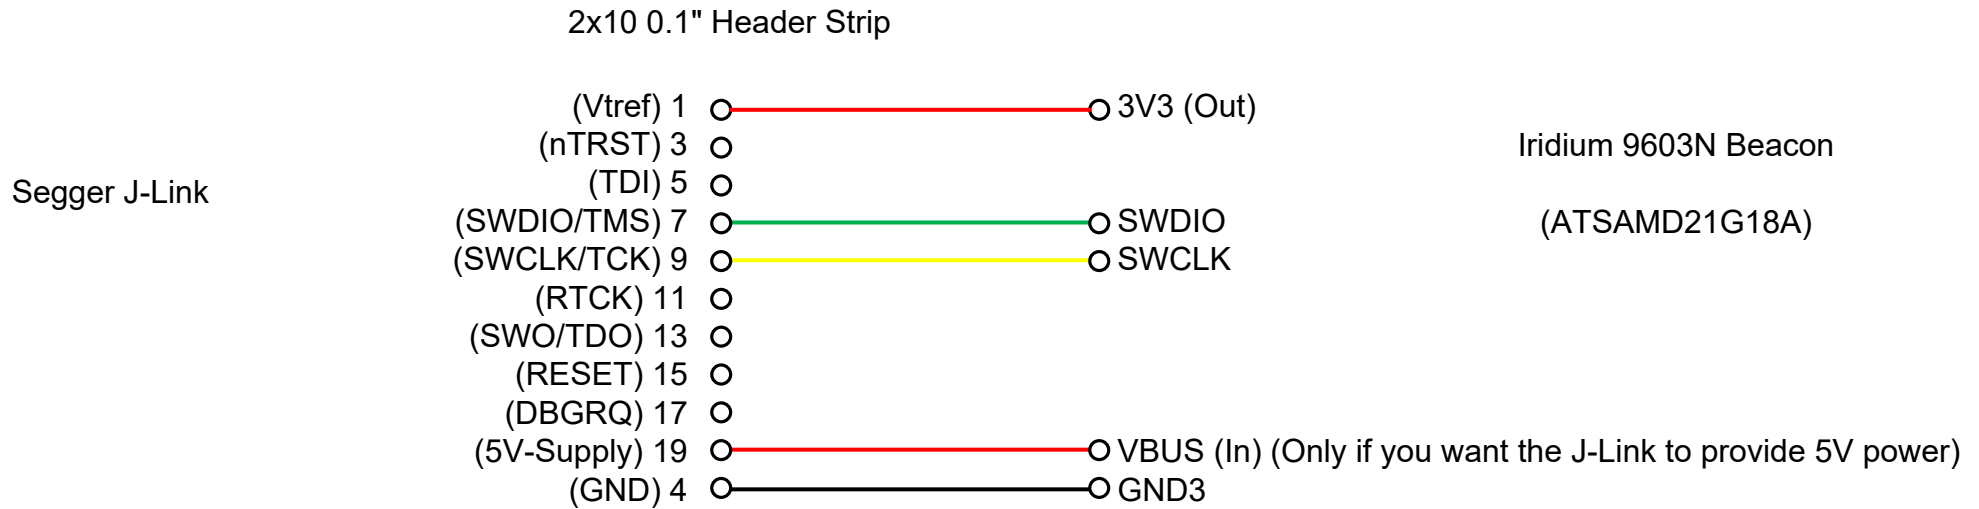 2x10 0.1" Header Strip
(Vtref) 1 3V3 (Out)
(nTRST) 3 Iridium 9603N Beacon
(TDI) 5
Segger J-Link
(SWDIO/TMS) 7 SWDIO (ATSAMD21G18A)
(SWCLK/TCK) 9 SWCLK
(RTCK) 11
(SWO/TDO) 13
(RESET) 15
(DBGRQ) 17
(5V-Supply) 19 VBUS (In) (Only if you want the J-Link to provide 5V power)
(GND) 4 GND3